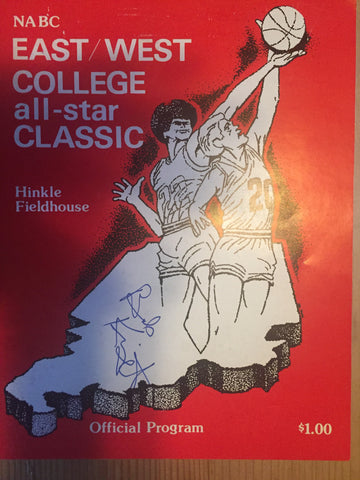 NABC
EAST/WEST
COLLEGE
all-star
CLASSIC
Hinkle
Fieldhouse
20
Official Program
$1.00